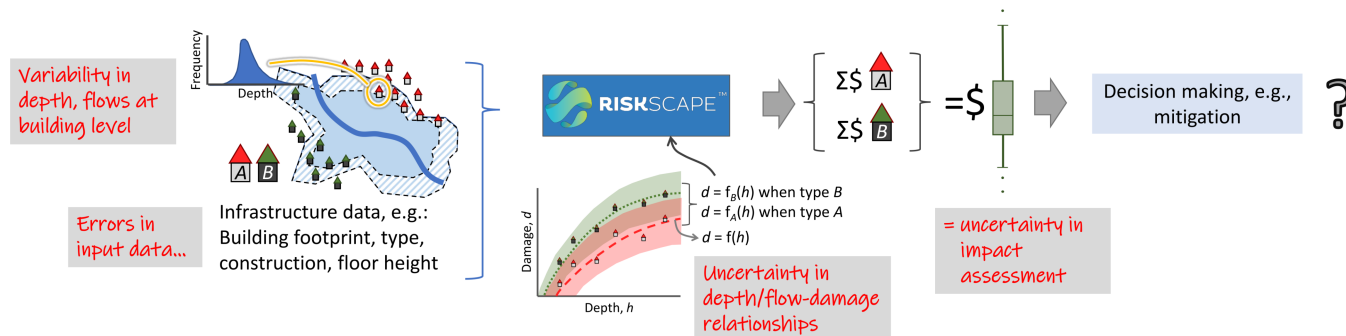 Variability in
depth, flows at
building level
Frequency
Depth
A B
Errors in
input data...
Infrastructure data, e.g.:
Building footprint, type,
construction, floor height
RISKSCAPE™
Damage, d
Depth, h
d = fB(h) when type B
d = fA(h) when type A
d = f(h)
Uncertainty in
depth/flow-damage
relationships
Σ$ A
Σ$ B
=$
= uncertainty in
impact
assessment
Decision making, e.g.,
mitigation
?